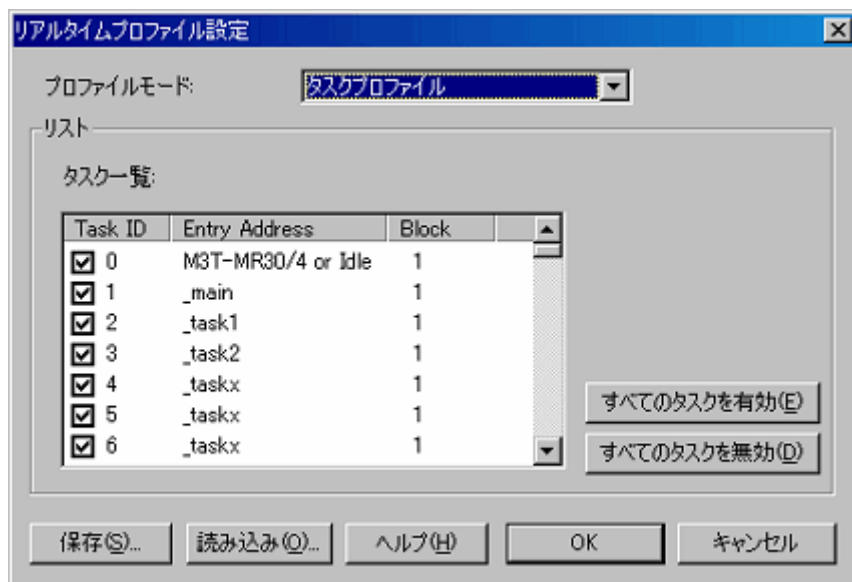 リアルタイムプロファイル設定
プロファイルモード: タスクプロファイル
リスト
タスク一覧:
Task ID Entry Address Block
0 M3T-MR30/4 or Idle 1
1 _main 1
2 _task1 1
3 _task2 1
4 _taskx 1
5 _taskx 1
6 _taskx 1
すべてのタスクを有効(E)
すべてのタスクを無効(D)
保存(S)... 読み込み(O)... ヘルプ(H) OK キャンセル